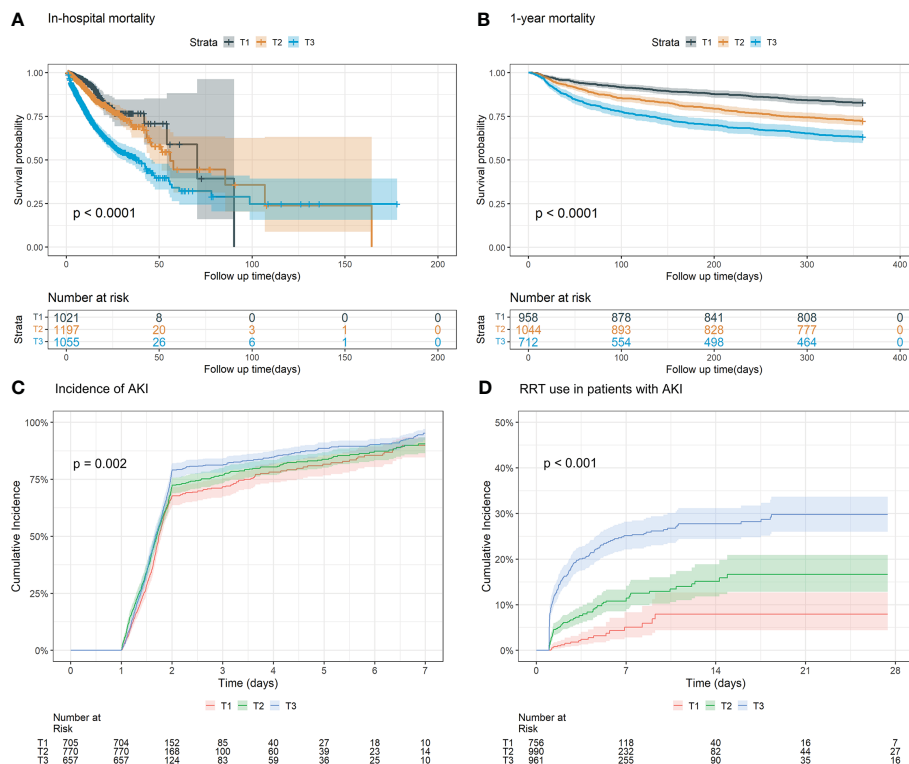 A In-hospital mortality
Strata T1 T2 T3
Survival probability
1.00
0.75
0.50
0.25
0.00
p < 0.0001
0 50 100 150 200
Follow up time(days)
Number at risk
Strata
T1 1021 8 0 0 0
T2 1197 20 3 1 0
T3 1055 26 6 1 0
0 50 100 150 200
Follow up time(days)
B 1-year mortality
Strata T1 T2 T3
Survival probability
1.00
0.75
0.50
0.25
0.00
p < 0.0001
0 100 200 300 400
Follow up time(days)
Number at risk
Strata
T1 958 878 841 808 0
T2 1044 893 828 777 0
T3 712 554 498 464 0
0 100 200 300 400
Follow up time(days)
C Incidence of AKI
Cumulative Incidence
100%
75%
50%
25%
0%
p = 0.002
0 1 2 3 4 5 6 7
Time (days)
T1 T2 T3
Number at
Risk
T1 705 704 152 85 40 27 18 10
T2 770 770 168 100 60 39 23 14
T3 657 657 124 83 59 36 25 10
D RRT use in patients with AKI
Cumulative Incidence
50%
40%
30%
20%
10%
0%
p < 0.001
0 7 14 21 28
Time (days)
T1 T2 T3
Number at
Risk
T1 756 118 40 16 7
T2 990 232 82 44 27
T3 961 255 90 35 16